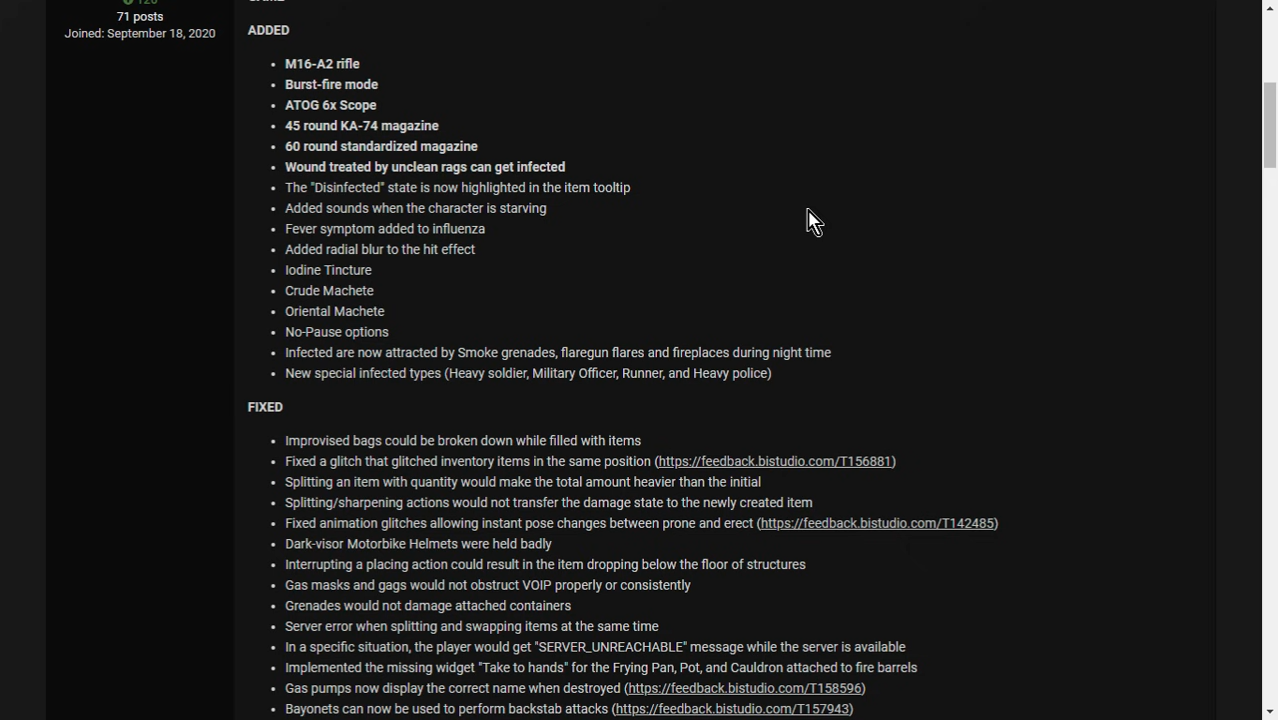 71 posts
Joined: September 18, 2020
ADDED
M16-A2 rifle
Burst-fire mode
ATOG 6x Scope
45 round KA-74 magazine
60 round standardized magazine
Wound treated by unclean rags can get infected
The "Disinfected" state is now highlighted in the item tooltip
Added sounds when the character is starving
Fever symptom added to influenza
Added radial blur to the hit effect
Iodine Tincture
Crude Machete
Oriental Machete
No-Pause options
Infected are now attracted by Smoke grenades, flaregun flares and fireplaces during night time
New special infected types (Heavy soldier, Military Officer, Runner, and Heavy police)
FIXED
Improvised bags could be broken down while filled with items
Fixed a glitch that glitched inventory items in the same position (https://feedback.bistudio.com/T156881)
Splitting an item with quantity would make the total amount heavier than the initial
Splitting/sharpening actions would not transfer the damage state to the newly created item
Fixed animation glitches allowing instant pose changes between prone and erect (https://feedback.bistudio.com/T142485)
Dark-visor Motorbike Helmets were held badly
Interrupting a placing action could result in the item dropping below the floor of structures
Gas masks and gags would not obstruct VOIP properly or consistently
Grenades would not damage attached containers
Server error when splitting and swapping items at the same time
In a specific situation, the player would get "SERVER_UNREACHABLE" message while the server is available
Implemented the missing widget "Take to hands" for the Frying Pan, Pot, and Cauldron attached to fire barrels
Gas pumps now display the correct name when destroyed (https://feedback.bistudio.com/T158596)
Bayonets can now be used to perform backstab attacks (https://feedback.bistudio.com/T157943)